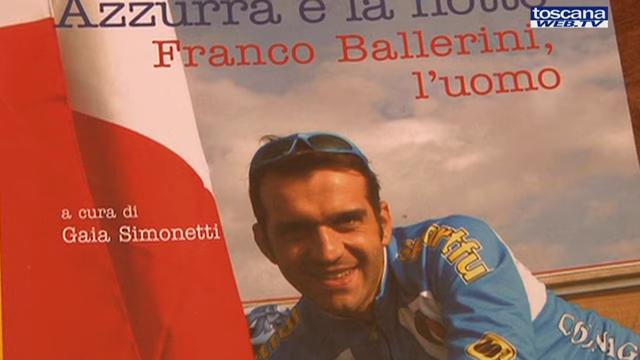 toscana
WEB.TV
Azzurra è la notte
Franco Ballerini,
l'uomo
a cura di
Gaia Simonetti